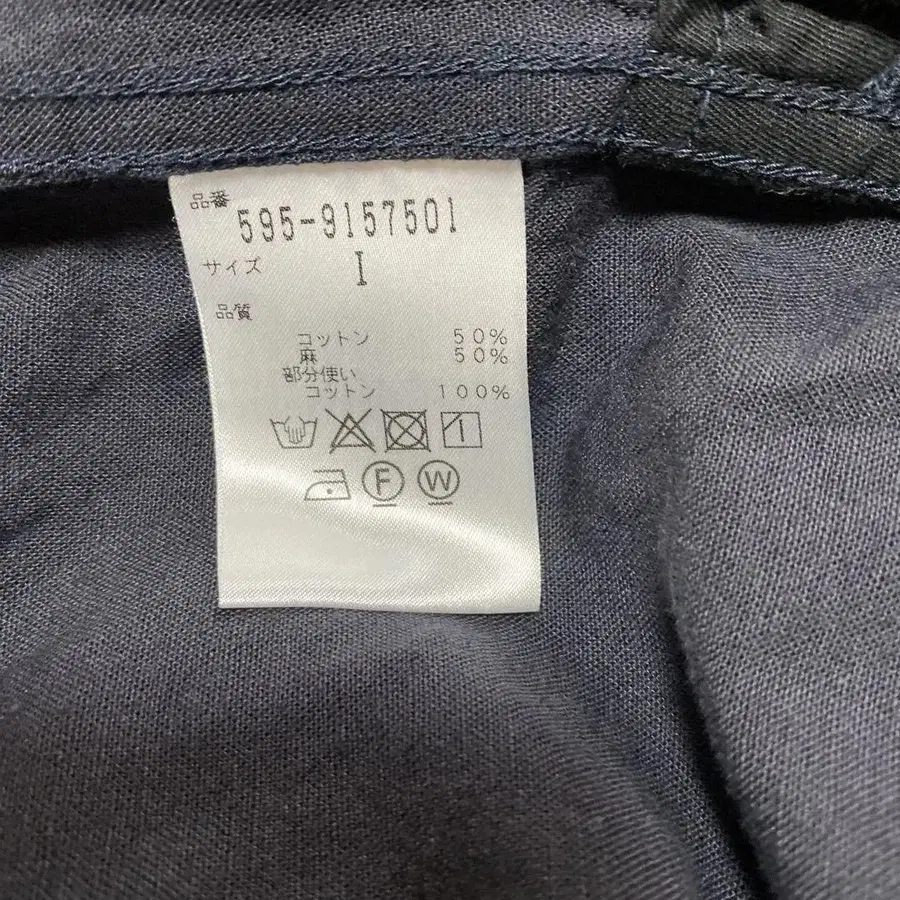 品番
595-9157501
サイズ I
品質
コットン 50%
麻 50%
部分使い
コットン 100%
F W